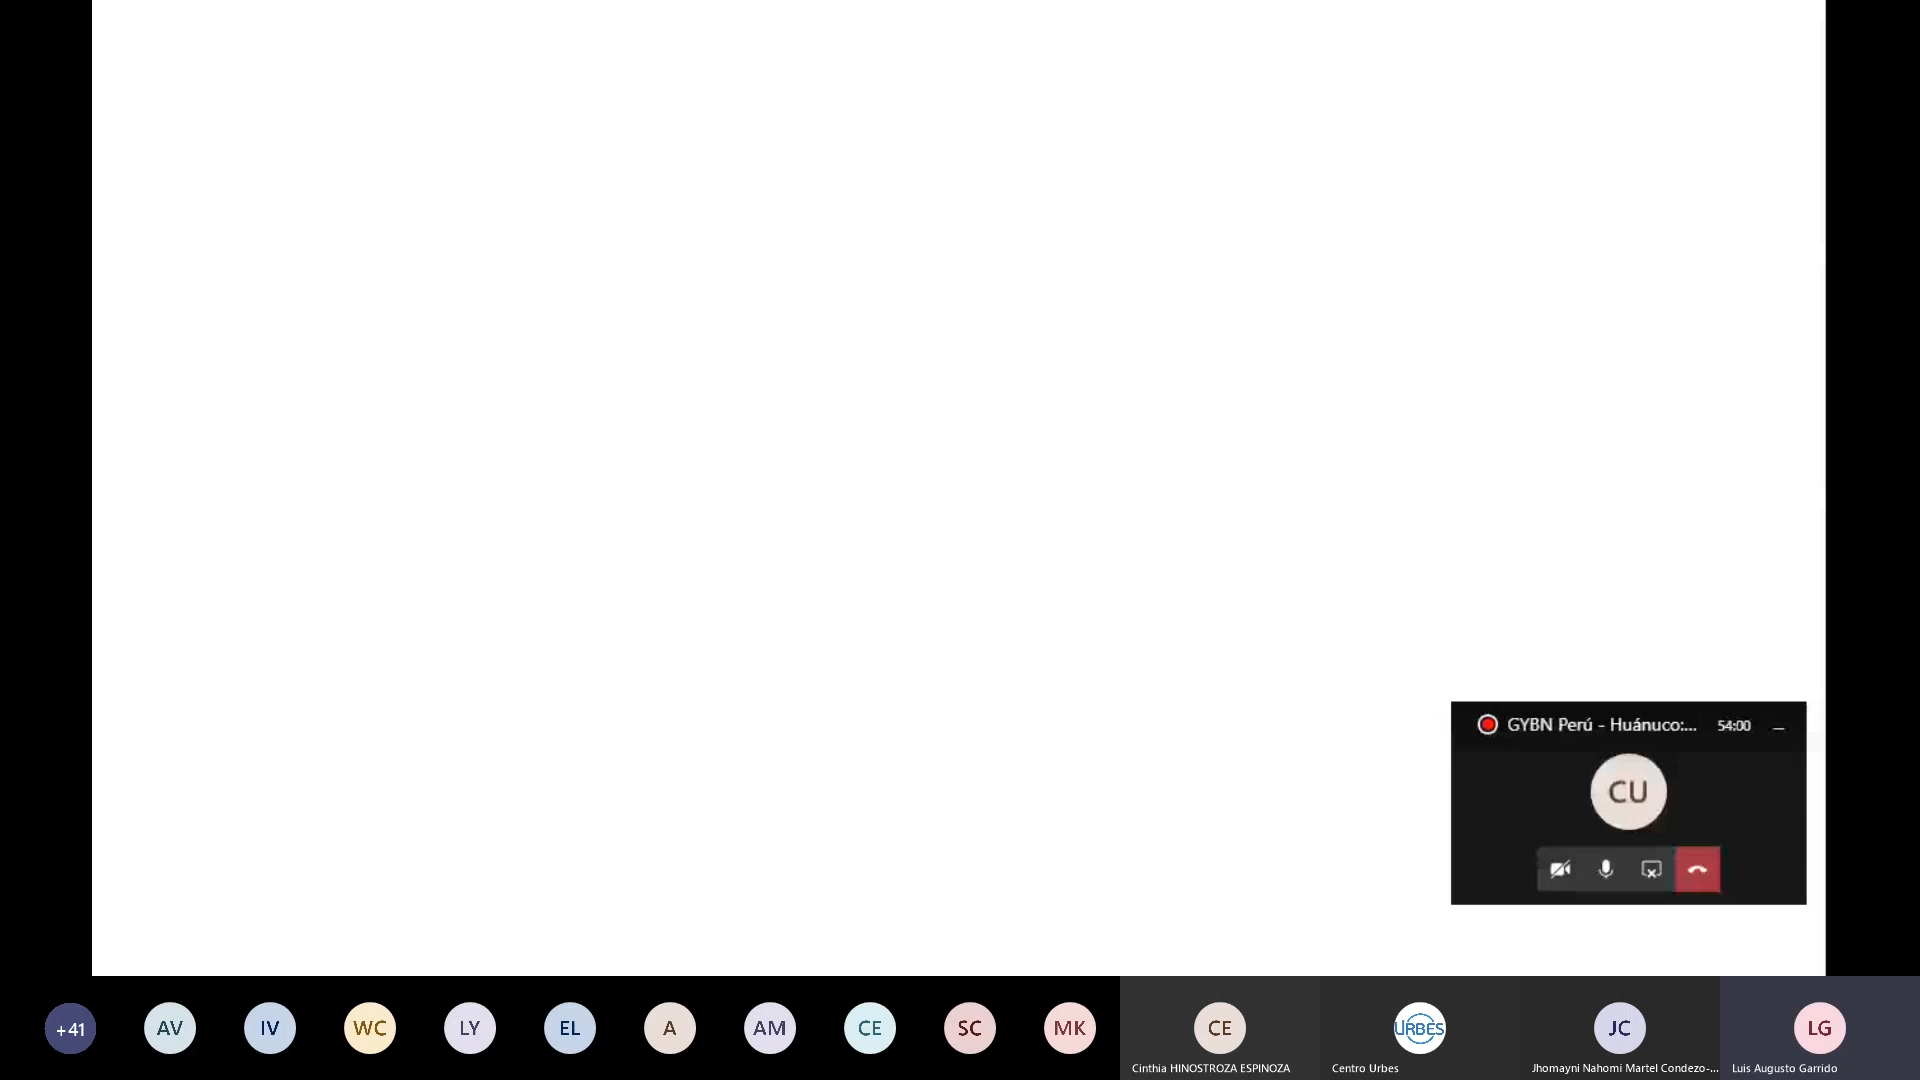 GYBN Perú - Huánuco:... 54:00
CU
+41 AV IV WC LY EL A AM CE SC MK CE URBES JC LG
Cinthia HINOSTROZA ESPINOZA Centro Urbes Jhomayni Nahomi Martel Condezo-... Luis Augusto Garrido